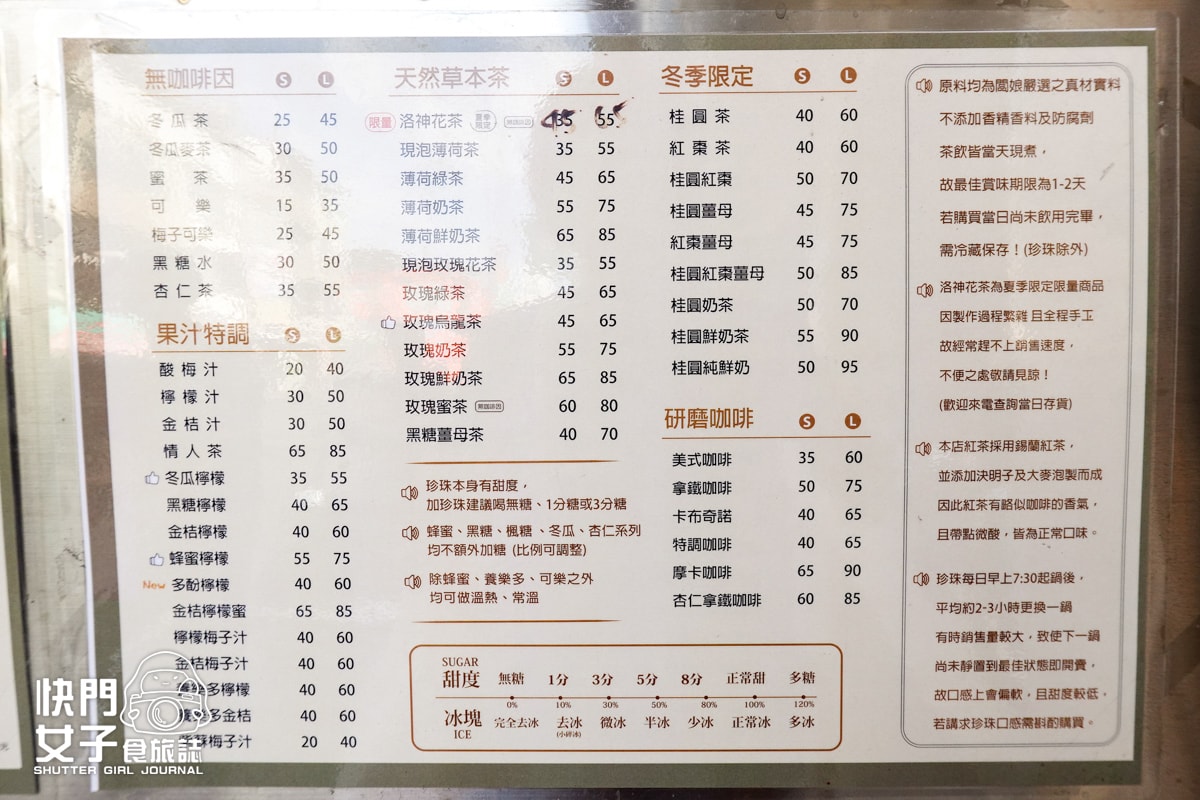 無咖啡因 S L
冬瓜茶 25 45
冬瓜麥茶 30 50
蜜茶 35 50
可樂 15 35
梅子可樂 25 45
黑糖水 30 50
杏仁茶 35 55
果汁特調 S L
酸梅汁 20 40
檸檬汁 30 50
金桔汁 30 50
情人茶 65 85
冬瓜檸檬 35 55
黑糖檸檬 40 65
金桔檸檬 40 60
蜂蜜檸檬 55 75
New 多酚檸檬 40 60
金桔檸檬蜜 65 85
檸檬梅子汁 40 60
金桔梅子汁 40 60
養樂多檸檬 40 60
養樂多金桔 40 60
紫蘇梅子汁 20 40
天然草本茶 S L
限量 洛神花茶 夏季限定 無咖啡因 35 55
現泡薄荷茶 35 55
薄荷綠茶 45 65
薄荷奶茶 55 75
薄荷鮮奶茶 65 85
現泡玫瑰花茶 35 55
玫瑰綠茶 45 65
玫瑰烏龍茶 45 65
玫瑰奶茶 55 75
玫瑰鮮奶茶 65 85
玫瑰蜜茶 無咖啡因 60 80
黑糖薑母茶 40 70
珍珠本身有甜度，
加珍珠建議喝無糖、1分糖或3分糖
蜂蜜、黑糖、楓糖、冬瓜、杏仁系列
均不額外加糖 (比例可調整)
除蜂蜜、養樂多、可樂之外
均可做溫熱、常溫
冬季限定 S L
桂圓茶 40 60
紅棗茶 40 60
桂圓紅棗 50 70
桂圓薑母 45 75
紅棗薑母 45 75
桂圓紅棗薑母 50 85
桂圓奶茶 50 70
桂圓鮮奶茶 55 90
桂圓純鮮奶 50 95
研磨咖啡 S L
美式咖啡 35 60
拿鐵咖啡 50 75
卡布奇諾 40 65
特調咖啡 40 65
摩卡咖啡 65 90
杏仁拿鐵咖啡 60 85
SUGAR
甜度 無糖 1分 3分 5分 8分 正常甜 多糖
0% 10% 30% 50% 80% 100% 120%
冰塊 完全去冰 去冰 微冰 半冰 少冰 正常冰 多冰
ICE (小碎冰)
原料均為闆娘嚴選之真材實料
不添加香精香料及防腐劑
茶飲皆當天現煮，
故最佳賞味期限為1-2天
若購買當日尚未飲用完畢，
需冷藏保存！(珍珠除外)
洛神花茶為夏季限定限量商品
因製作過程繁雜 且全程手工
故經常趕不上銷售速度，
不便之處敬請見諒！
(歡迎來電查詢當日存貨)
本店紅茶採用錫蘭紅茶，
並添加決明子及大麥泡製而成
因此紅茶有略似咖啡的香氣，
且帶點微酸，皆為正常口味。
珍珠每日早上7:30起鍋後，
平均約2-3小時更換一鍋
有時銷售量較大，致使下一鍋
尚未靜置到最佳狀態即開賣，
故口感上會偏軟，且甜度較低，
若講求珍珠口感需斟酌購買。
快門
女子食旅誌
SHUTTER GIRL JOURNAL